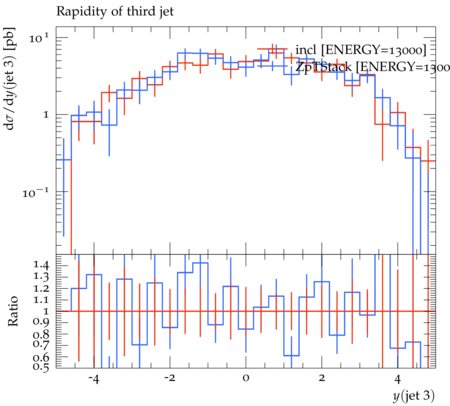 Rapidity of third jet
dσ/dy(jet 3) [pb]
10¹
1
10⁻¹
incl [ENERGY=13000]
ZpTStack [ENERGY=1300
Ratio
1.4
1.3
1.2
1.1
1
0.9
0.8
0.7
0.6
0.5
-4 -2 0 2 4
y(jet 3)